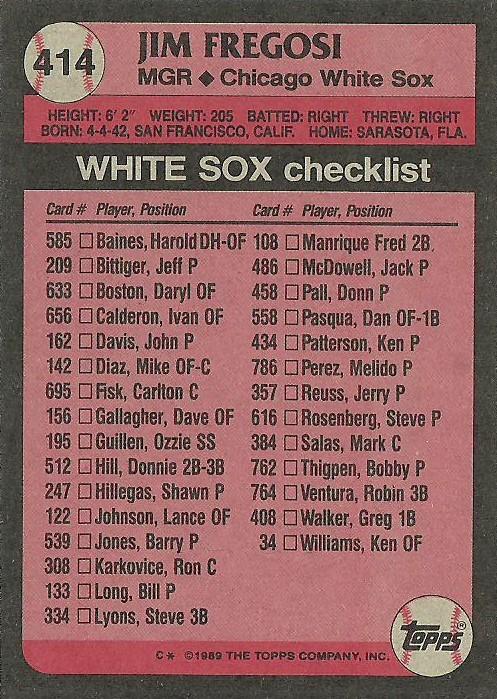 414
JIM FREGOSI
MGR ◆ Chicago White Sox
HEIGHT: 6' 2" WEIGHT: 205 BATTED: RIGHT THREW: RIGHT
BORN: 4-4-42, SAN FRANCISCO, CALIF. HOME: SARASOTA, FLA.
WHITE SOX checklist
Card # Player, Position
585 □ Baines, Harold DH-OF
209 □ Bittiger, Jeff P
633 □ Boston, Daryl OF
656 □ Calderon, Ivan OF
162 □ Davis, John P
142 □ Diaz, Mike OF-C
695 □ Fisk, Carlton C
156 □ Gallagher, Dave OF
195 □ Guillen, Ozzie SS
512 □ Hill, Donnie 2B-3B
247 □ Hillegas, Shawn P
122 □ Johnson, Lance OF
539 □ Jones, Barry P
308 □ Karkovice, Ron C
133 □ Long, Bill P
334 □ Lyons, Steve 3B
Card # Player, Position
108 □ Manrique Fred 2B
486 □ McDowell, Jack P
458 □ Pall, Donn P
558 □ Pasqua, Dan OF-1B
434 □ Patterson, Ken P
786 □ Perez, Melido P
357 □ Reuss, Jerry P
616 □ Rosenberg, Steve P
384 □ Salas, Mark C
762 □ Thigpen, Bobby P
764 □ Ventura, Robin 3B
408 □ Walker, Greg 1B
34 □ Williams, Ken OF
TOPPS®
C * ©1989 THE TOPPS COMPANY, INC.